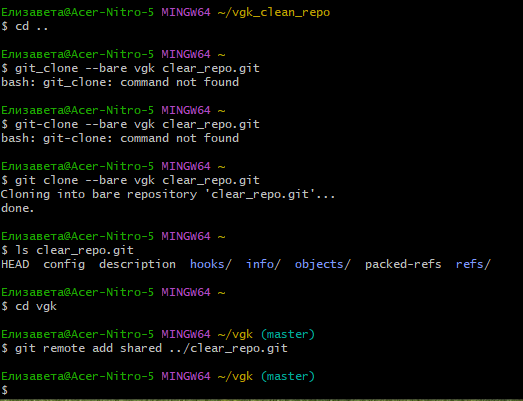 Елизавета@Acer-Nitro-5 MINGW64 ~/vgk_clean_repo
$ cd ..
Елизавета@Acer-Nitro-5 MINGW64 ~
$ git_clone --bare vgk clear_repo.git
bash: git_clone: command not found
Елизавета@Acer-Nitro-5 MINGW64 ~
$ git-clone --bare vgk clear_repo.git
bash: git-clone: command not found
Елизавета@Acer-Nitro-5 MINGW64 ~
$ git clone --bare vgk clear_repo.git
Cloning into bare repository 'clear_repo.git'...
done.
Елизавета@Acer-Nitro-5 MINGW64 ~
$ ls clear_repo.git
HEAD config description hooks/ info/ objects/ packed-refs refs/
Елизавета@Acer-Nitro-5 MINGW64 ~
$ cd vgk
Елизавета@Acer-Nitro-5 MINGW64 ~/vgk (master)
$ git remote add shared ../clear_repo.git
Елизавета@Acer-Nitro-5 MINGW64 ~/vgk (master)
$